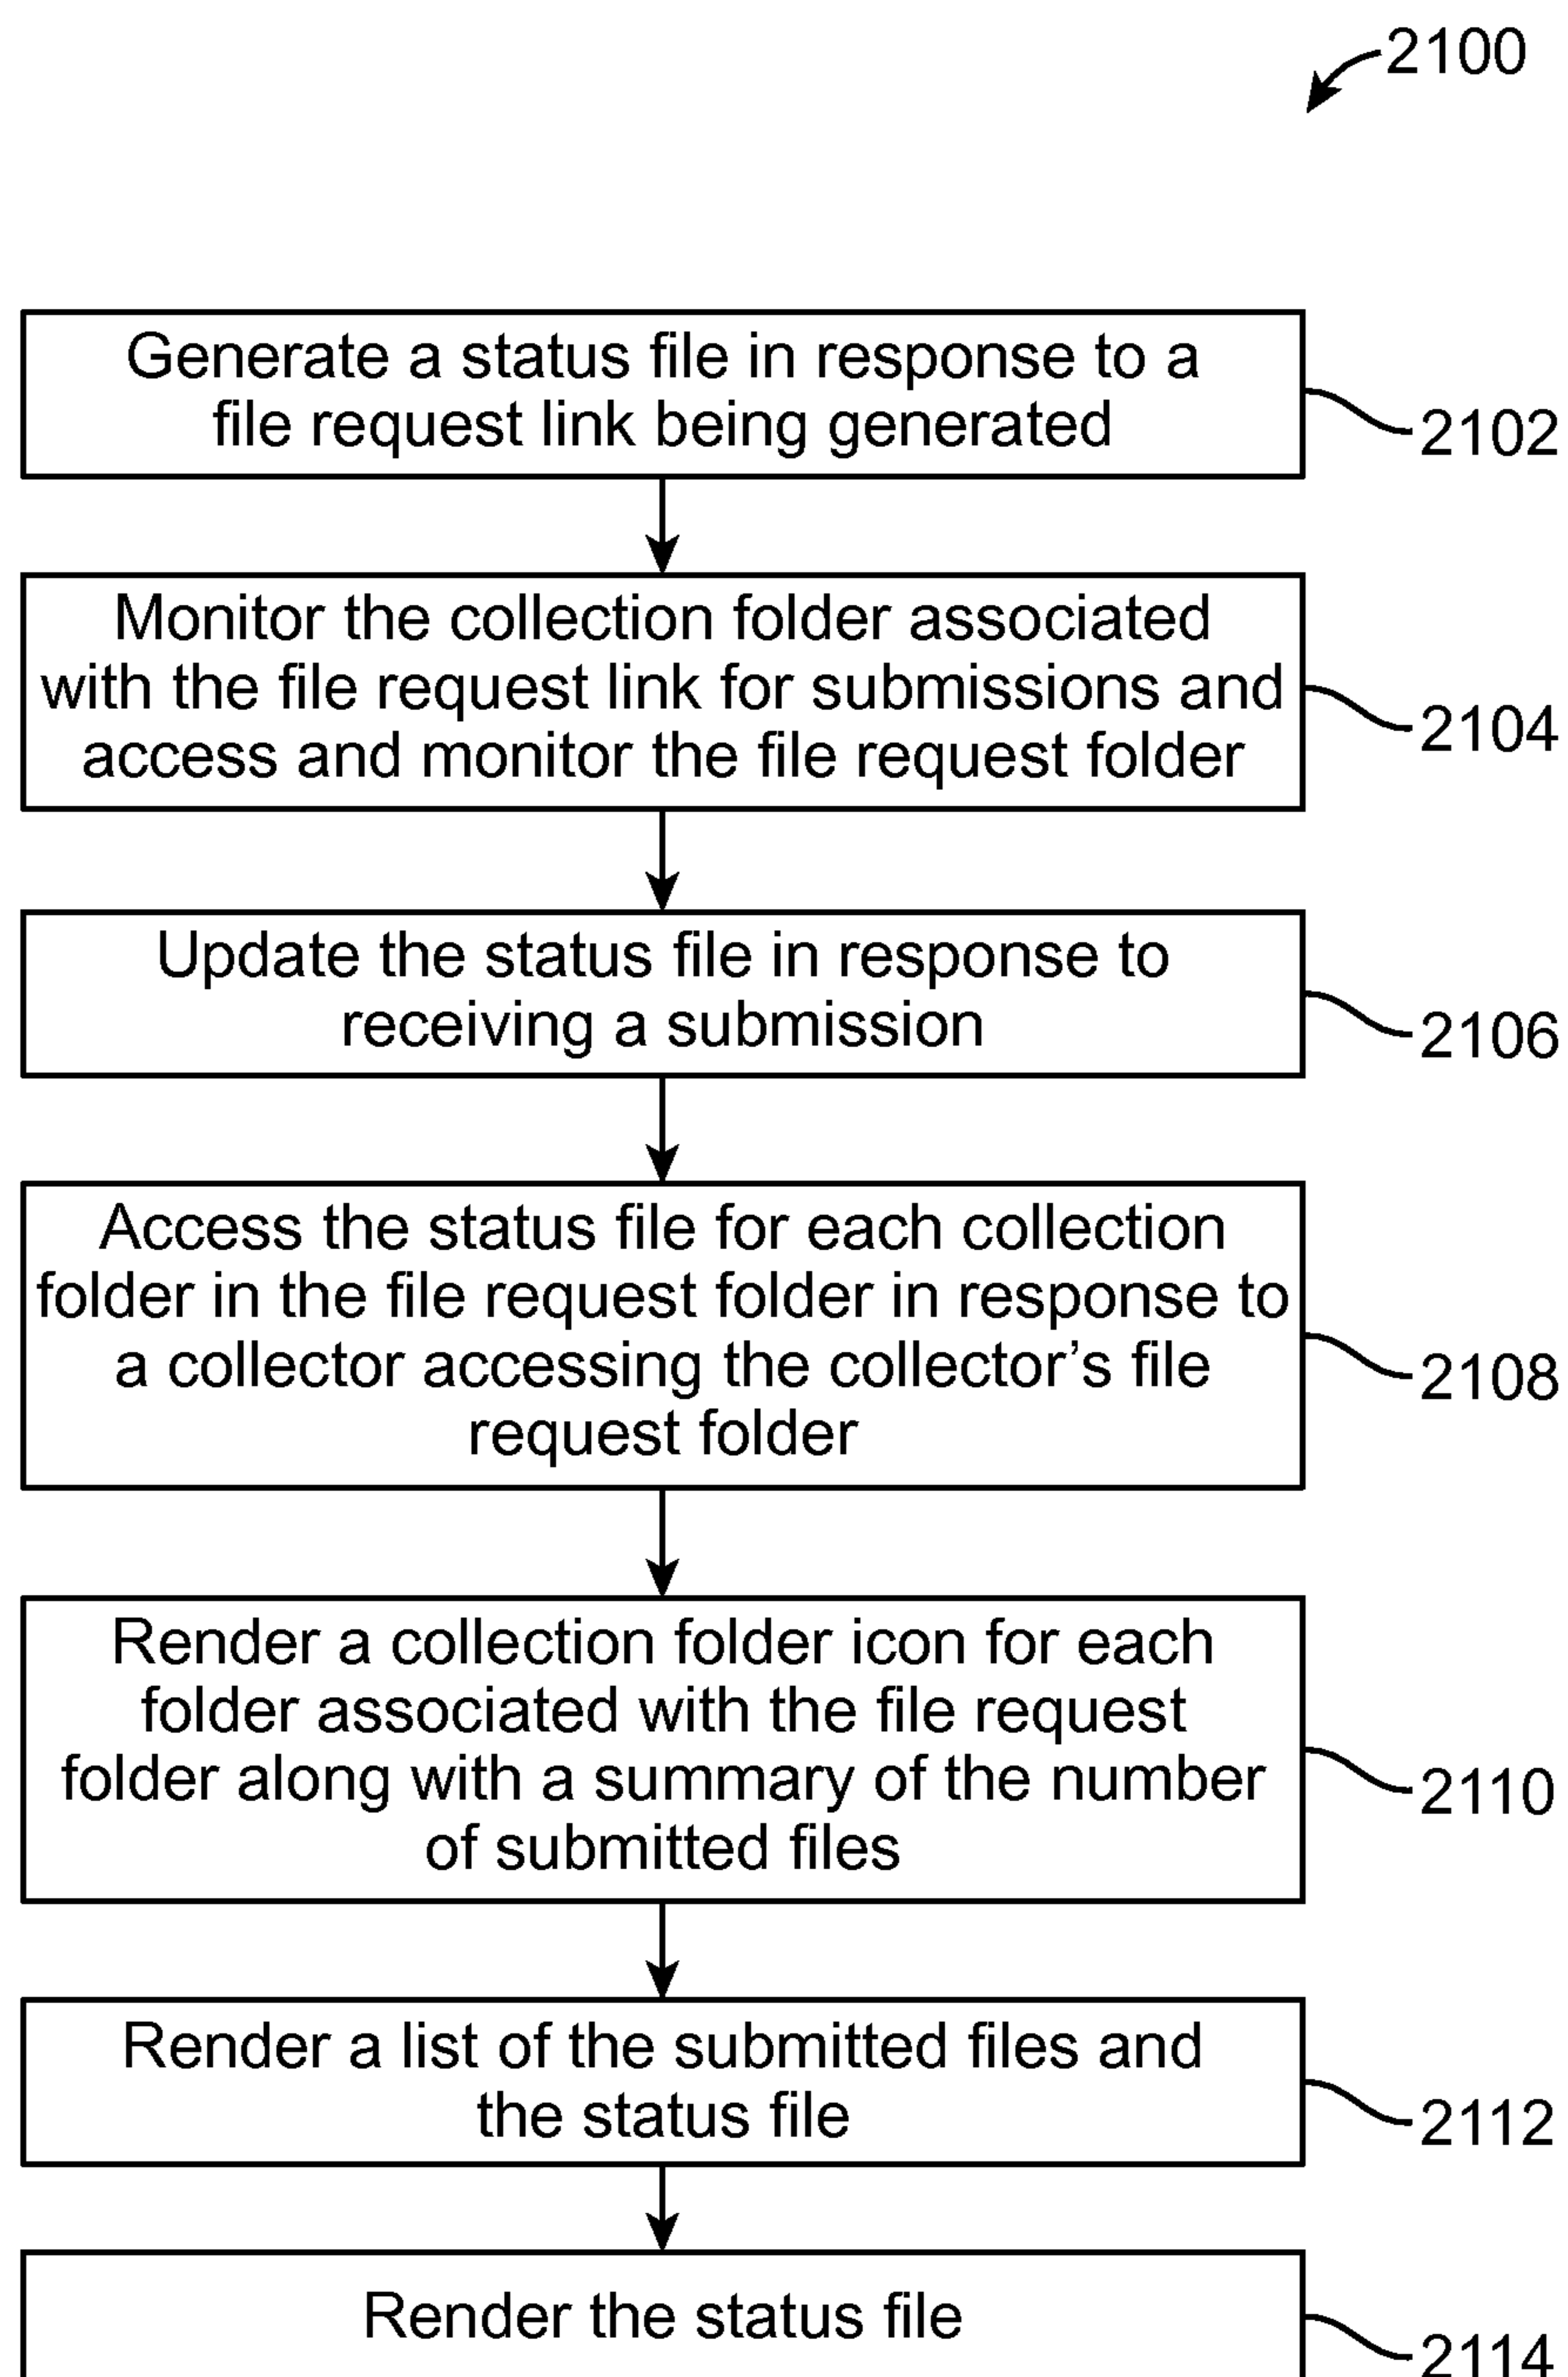 2100
Generate a status file in response to a
file request link being generated
2102
Monitor the collection folder associated
with the file request link for submissions and
access and monitor the file request folder
2104
Update the status file in response to
receiving a submission
2106
Access the status file for each collection
folder in the file request folder in response to
a collector accessing the collector’s file
request folder
2108
Render a collection folder icon for each
folder associated with the file request
folder along with a summary of the number
of submitted files
2110
Render a list of the submitted files and
the status file
2112
Render the status file
2114